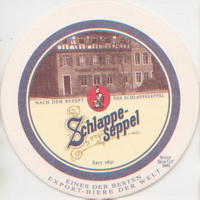 NACH DEM REZEPT DES SCHLAPPESEPPEL
Schlappe-
Seppel
SEIT 1631
EINES DER BESTEN
EXPORT-BIERE DER WELT